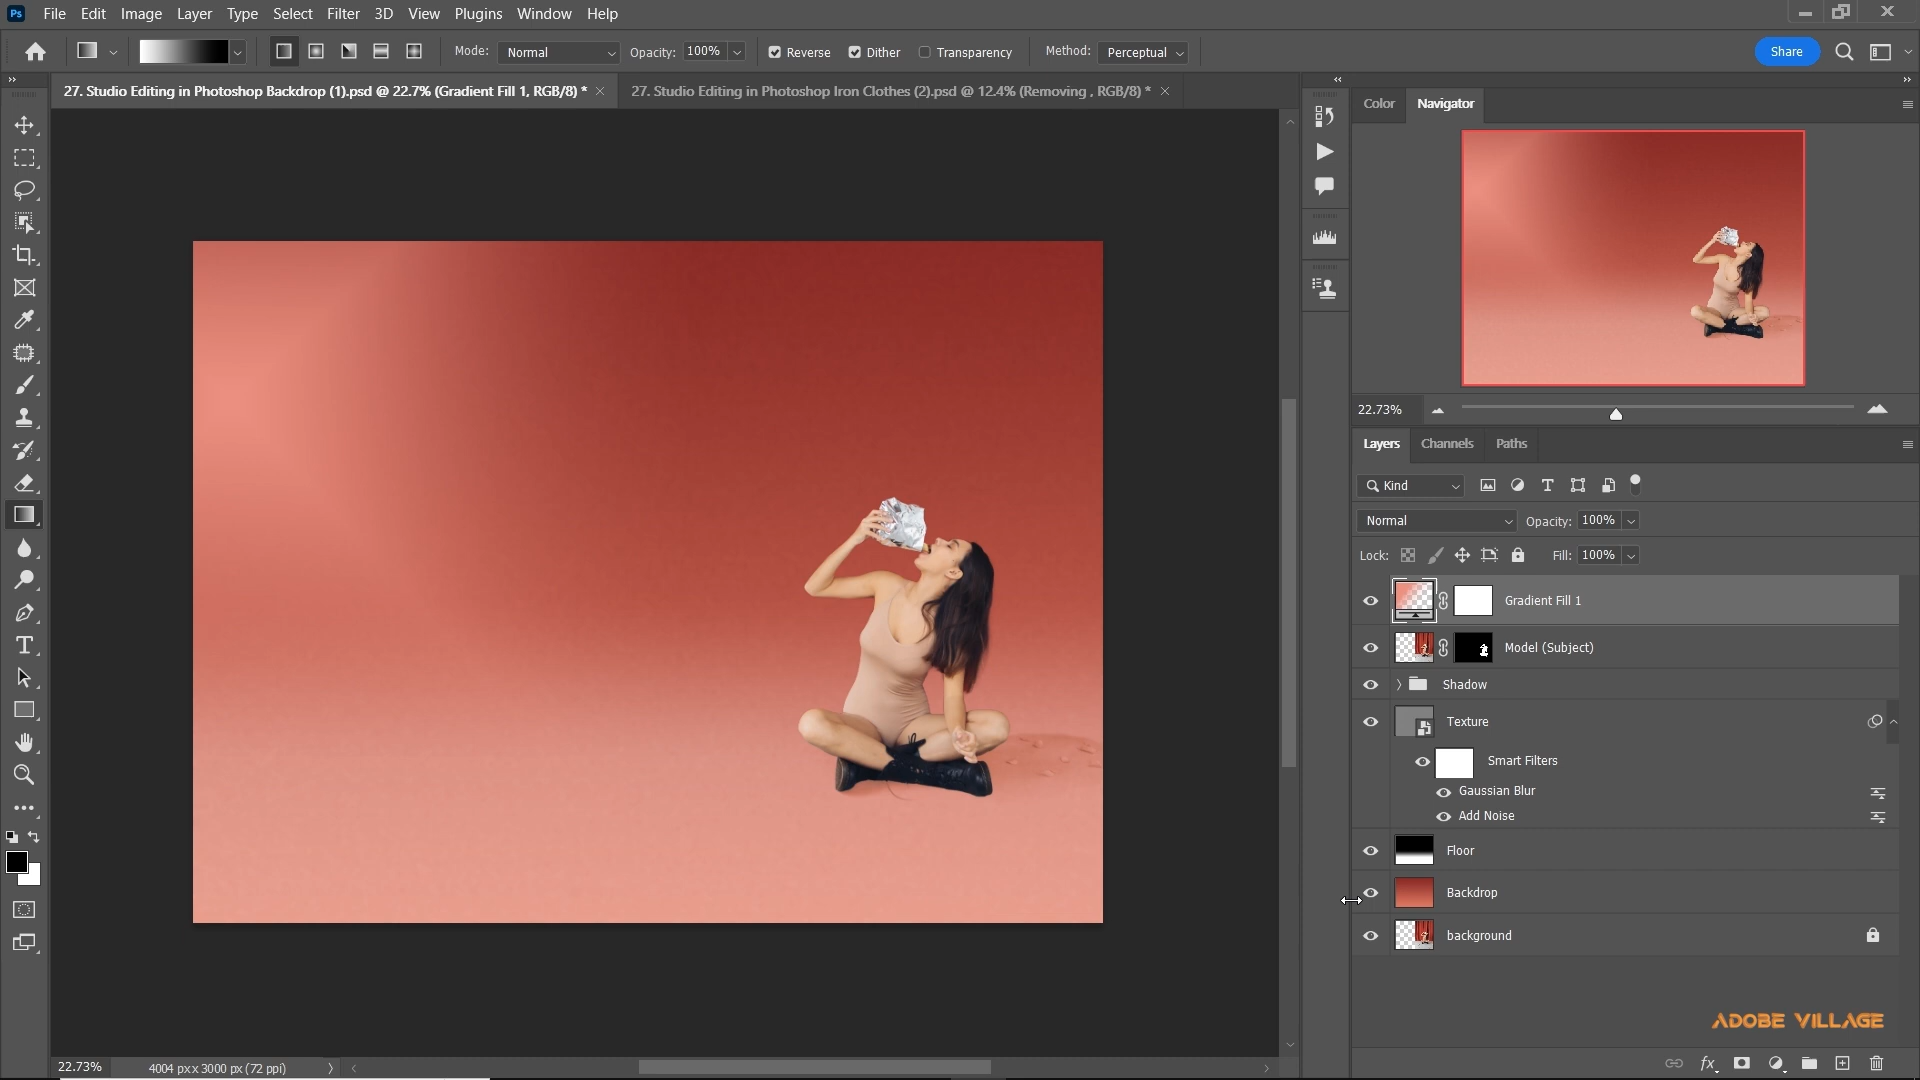 Ps File Edit Image Layer Type Select Filter 3D View Plugins Window Help
Mode: Normal Opacity: 100% Reverse Dither Transparency Method: Perceptual Share
27. Studio Editing in Photoshop Backdrop (1).psd @ 22.7% (Gradient Fill 1, RGB/8) *
27. Studio Editing in Photoshop Iron Clothes (2).psd @ 12.4% (Removing , RGB/8) *
Color Navigator
22.73%
Layers Channels Paths
Kind
Normal Opacity: 100%
Lock: Fill: 100%
Gradient Fill 1
Model (Subject)
Shadow
Texture
Smart Filters
Gaussian Blur
Add Noise
Floor
Backdrop
background
ADOBE VILLAGE
22.73% 4004 px x 3000 px (72 ppi)
fx